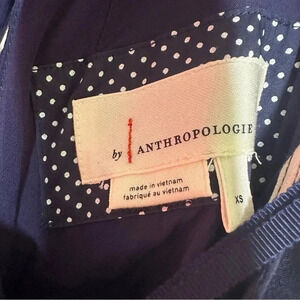 by ANTHROPOLOGIE
made in vietnam
fabriqué au vietnam
XS